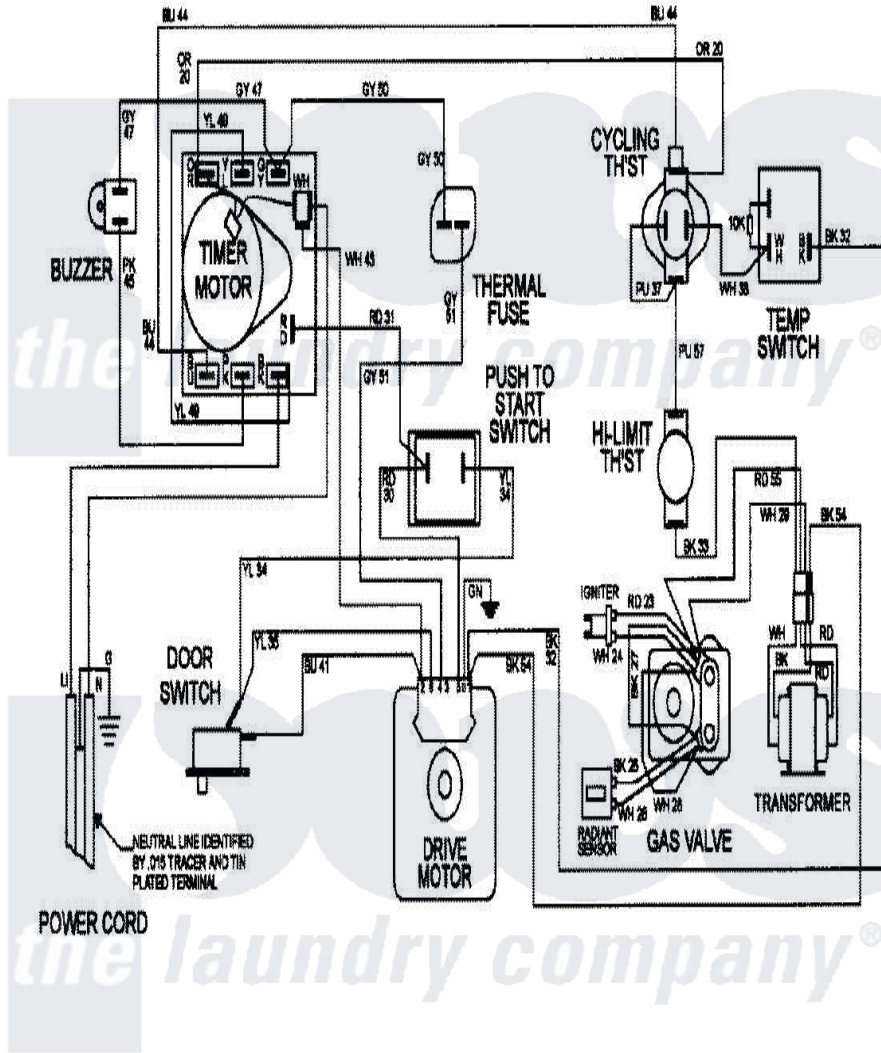 BU 44
BU 44
OR 20
OR 20
GY 47
GY 50
GY 47
YL 49
GY 50
CYCLING TH'ST
O R
Y L
G Y
WH
10K
W H
B K
BK 32
TIMER MOTOR
BUZZER
PK 45
WH 43
THERMAL FUSE
PU 37
WH 38
TEMP SWITCH
BU 44
R D
RD 31
GY 51
PU 57
B U
B K
B K
GY 51
PUSH TO START SWITCH
YL 49
HI-LIMIT TH'ST
RD 30
YL 34
RD 55
WH 29
BK 54
BK 33
YL 34
GN
IGNITER
RD 23
YL 35
WH 24
BK 32
WH
RD
DOOR SWITCH
BU 41
BK 54
BK 27
BK
RD
LI
N
G
BK 25
WH 26
WH 28
RADIANT SENSOR
GAS VALVE
TRANSFORMER
NEUTRAL LINE IDENTIFIED
BY .015 TRACER AND TIN
PLATED TERMINAL
DRIVE MOTOR
POWER CORD
the laundry company®
the laundry company®